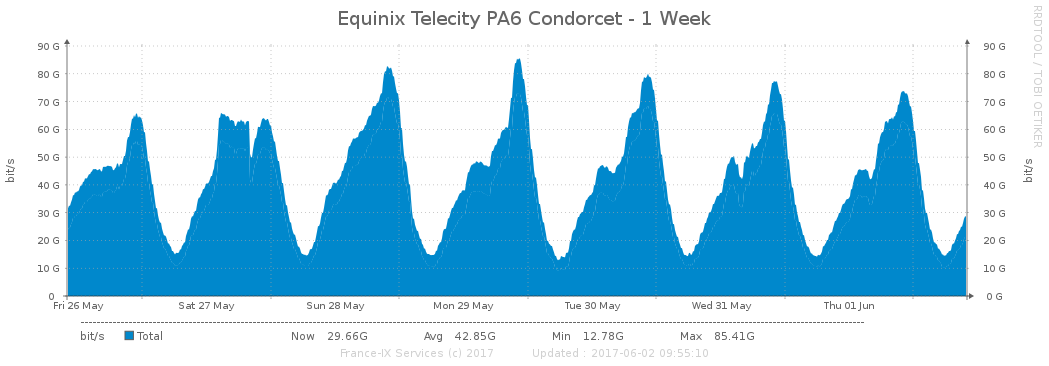 Equinix Telecity PA6 Condorcet - 1 Week
RRDTOOL / TOBI OETIKER
bit/s
90 G
80 G
70 G
60 G
50 G
40 G
30 G
20 G
10 G
0
90 G
80 G
70 G
60 G
50 G
40 G
30 G
20 G
10 G
0 G
bit/s
Fri 26 May Sat 27 May Sun 28 May Mon 29 May Tue 30 May Wed 31 May Thu 01 Jun
bit/s Total Now 29.66G Avg 42.85G Min 12.78G Max 85.41G
France-IX Services (c) 2017 Updated : 2017-06-02 09:55:10